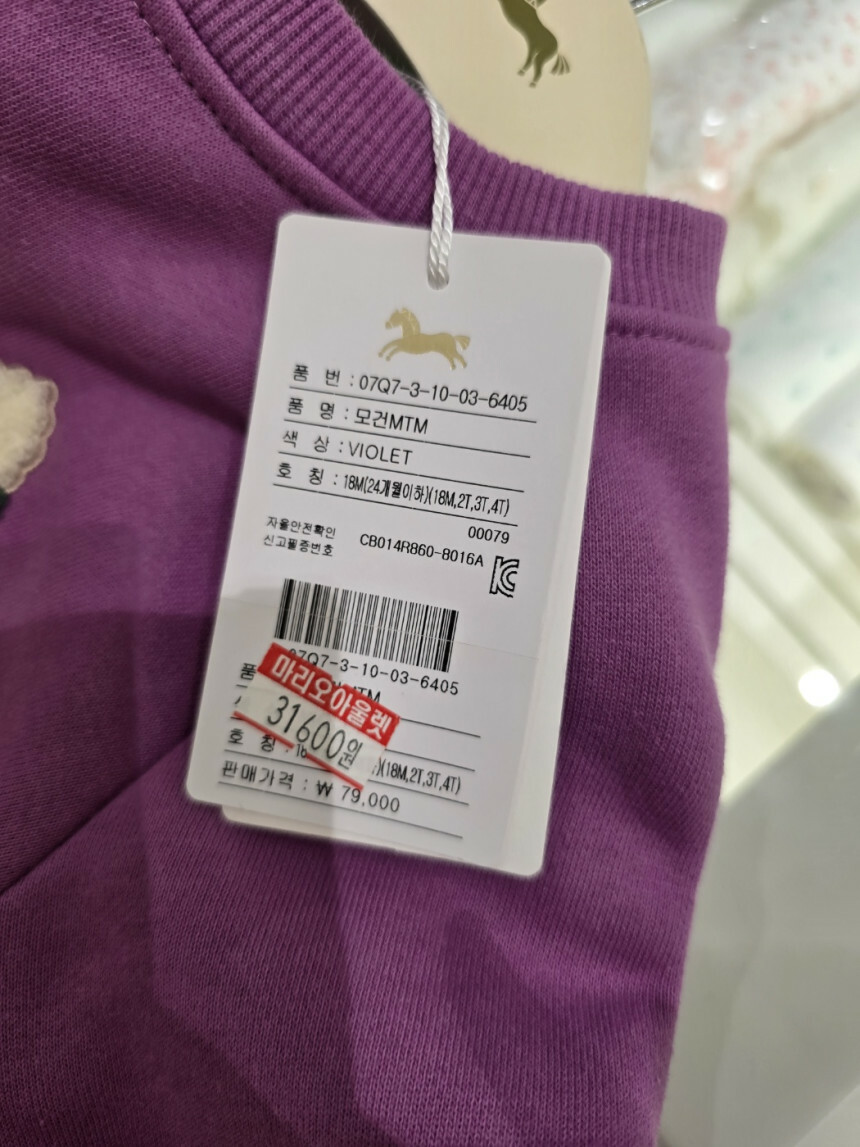 품 번 : 07Q7-3-10-03-6405
품 명 : 모건MTM
색 상 : VIOLET
호 칭 : 18M(24개월이하)(18M,2T,3T,4T)
00079
자율안전확인
신고필증번호
CB014R860-8016A
07Q7-3-10-03-6405
품
마리오아울렛
31600원
호 칭 : 18
)(18M,2T,3T,4T)
판매가격 : ₩ 79,000